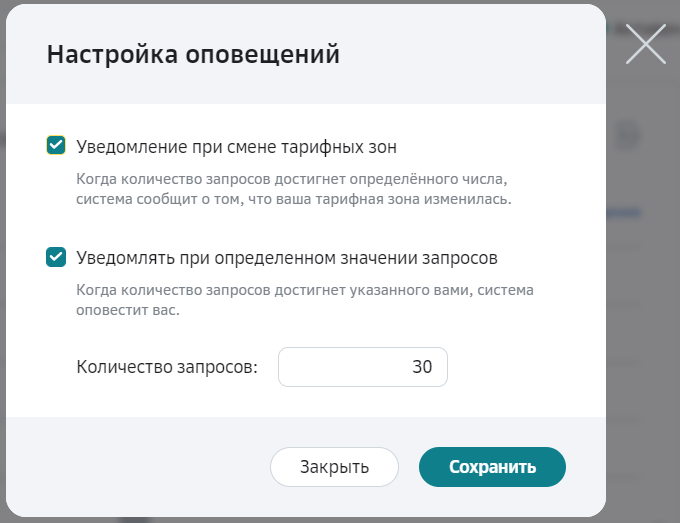 Настройка оповещений
Уведомление при смене тарифных зон
Когда количество запросов достигнет определённого числа,
система сообщит о том, что ваша тарифная зона изменилась.
Уведомлять при определенном значении запросов
Когда количество запросов достигнет указанного вами, система
оповестит вас.
Количество запросов: 30
Закрыть Сохранить